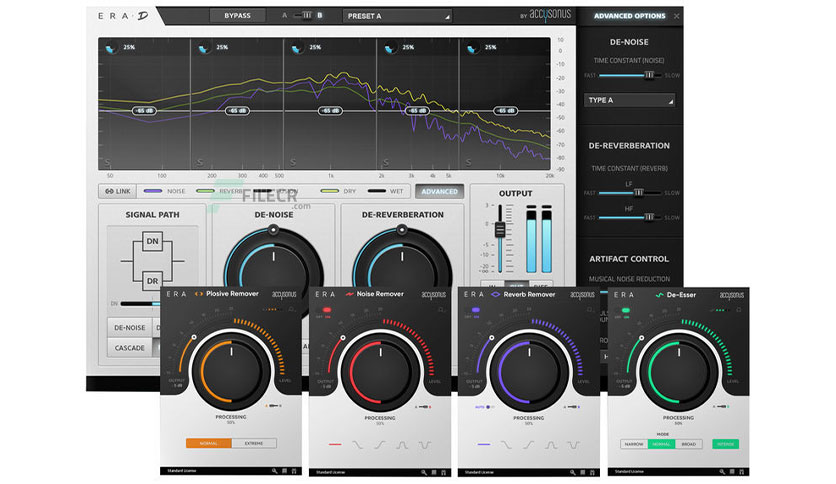 ERA·D
BYPASS
A B
PRESET A
BY accusonus
ADVANCED OPTIONS
25% 25% 25% 25% 25%
-65 dB -65 dB -65 dB -65 dB -65 dB
S S S S S
10
0
-10
-20
-30
-40
-50
-60
-70
-80
-90
50 100 200 300 400 500 1k 2k 3k 5k 10k 20k
DE-NOISE
TIME CONSTANT (NOISE)
FAST SLOW
TYPE A
DE-REVERBERATION
TIME CONSTANT (REVERB)
LF
FAST SLOW
HF
FAST SLOW
ARTIFACT CONTROL
MUSICAL NOISE REDUCTION
LINK
NOISE
REVERB
DRY
WET
ADVANCED
FILECR
.com
SIGNAL PATH
DE-NOISE
DE-REVERBERATION
OUTPUT
DN
DR
DN
DE-NOISE
CASCADE
ERA Plosive Remover accusonus
OUTPUT
LEVEL
PROCESSING
50%
NORMAL EXTREME
Standard License
ERA Noise Remover accusonus
OUTPUT
LEVEL
PROCESSING
50%
Standard License
ERA Reverb Remover accusonus
OUTPUT
LEVEL
AUTO
PROCESSING
50%
Standard License
ERA De-Esser accusonus
OUTPUT
LEVEL
PROCESSING
50%
MODE
NARROW NORMAL BROAD INTENSE
Standard License